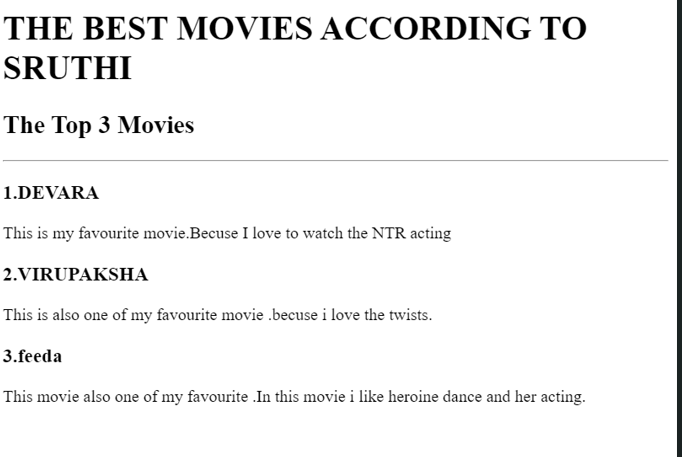 THE BEST MOVIES ACCORDING TO
SRUTHI
The Top 3 Movies
1.DEVARA
This is my favourite movie.Becuse I love to watch the NTR acting
2.VIRUPAKSHA
This is also one of my favourite movie .becuse i love the twists.
3.feeda
This movie also one of my favourite .In this movie i like heroine dance and her acting.